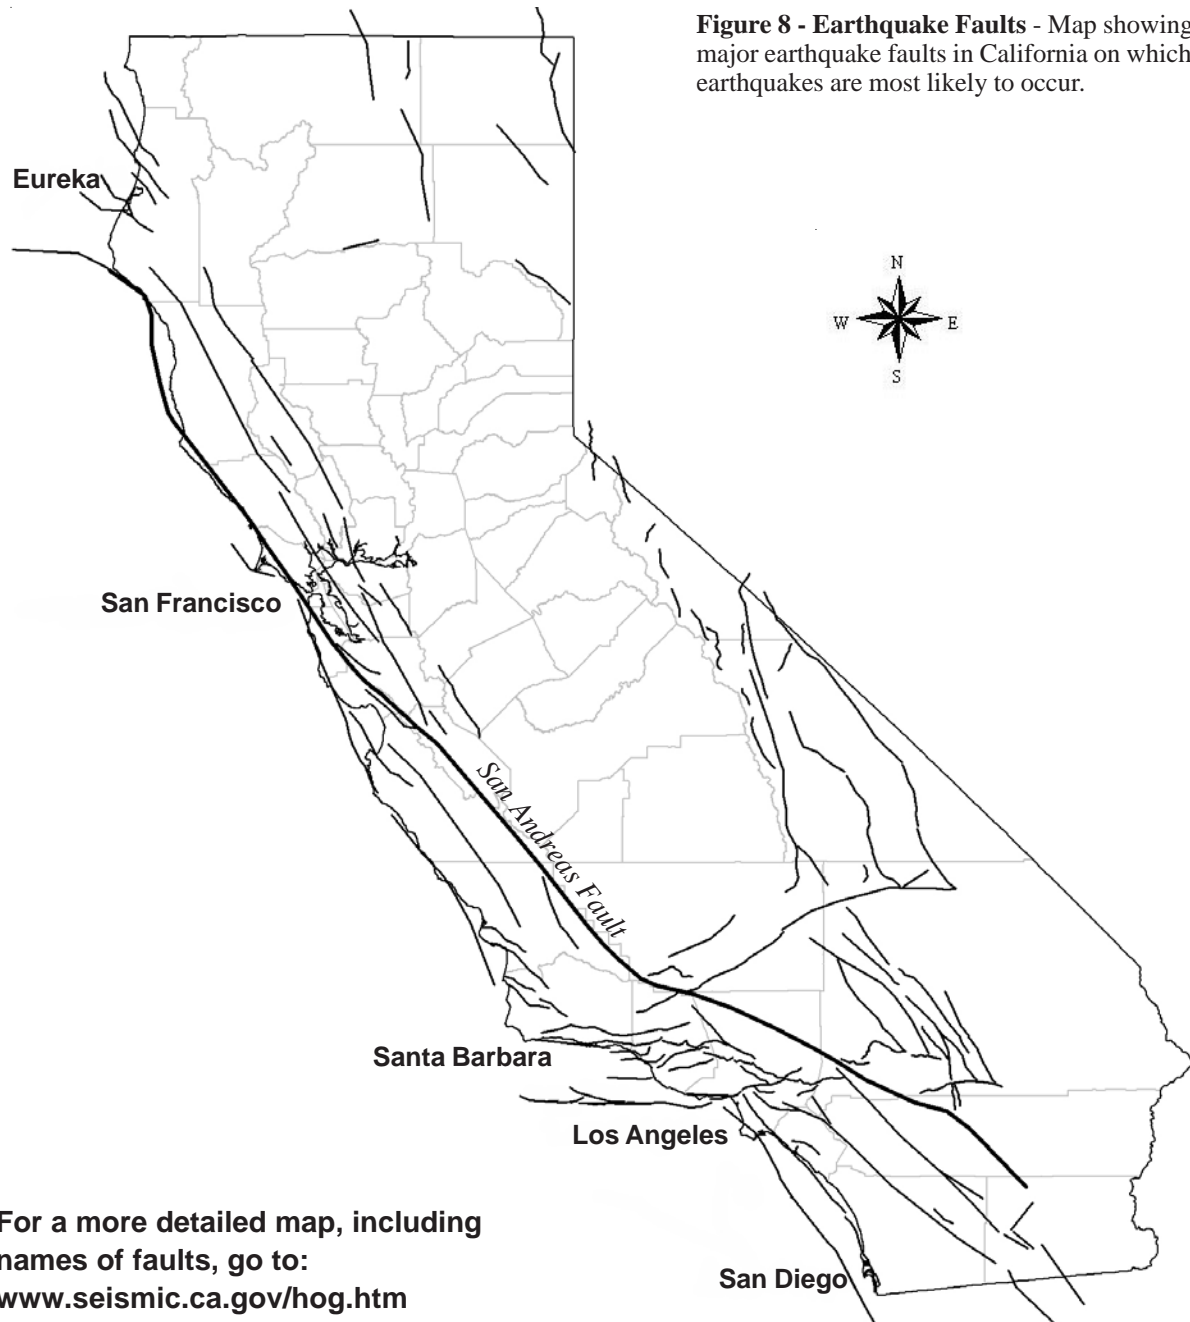 Figure 8 - Earthquake Faults - Map showing
major earthquake faults in California on which
earthquakes are most likely to occur.
Eureka
N
W
E
S
San Francisco
San Andreas Fault
Santa Barbara
Los Angeles
For a more detailed map, including
names of faults, go to:
www.seismic.ca.gov/hog.htm
San Diego